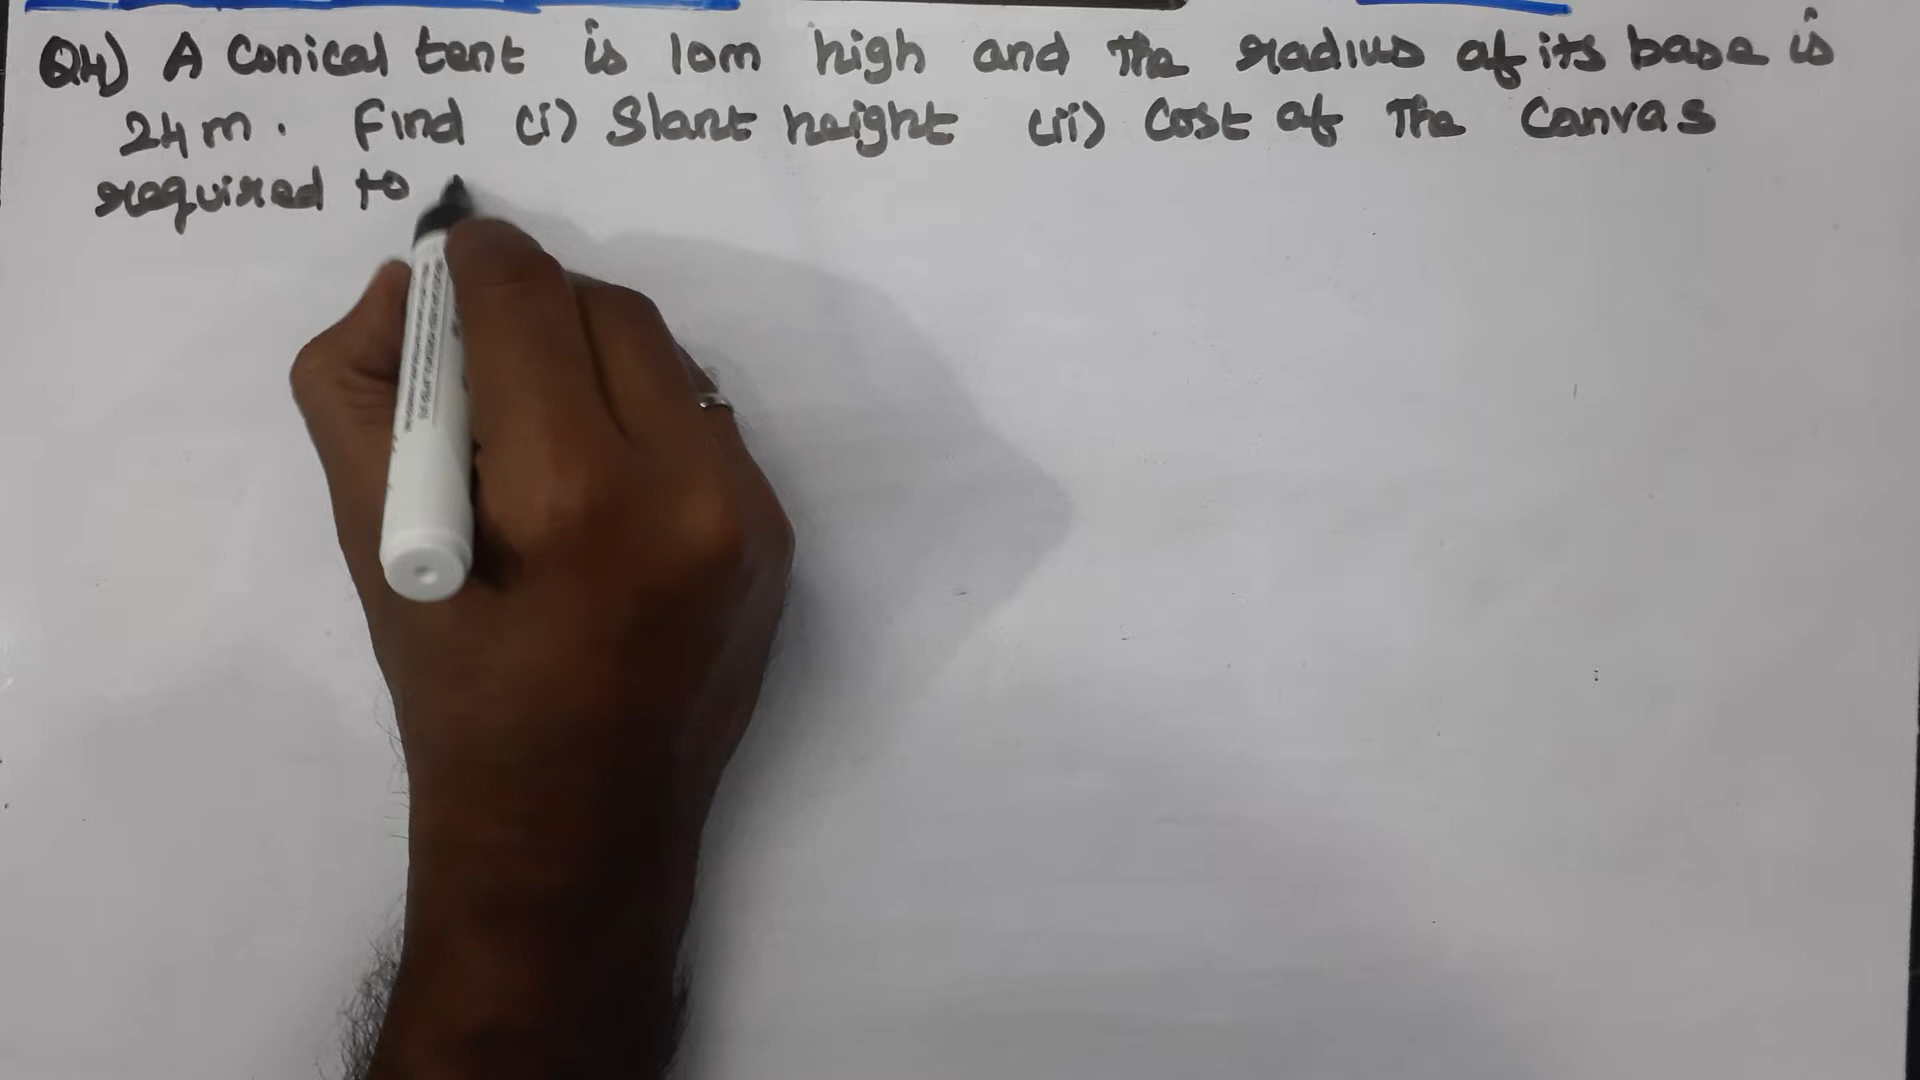 Q4) A Conical tent is 10m high and the radius of its base is
24m. Find (i) Slant height (ii) Cost of the Canvas
required to